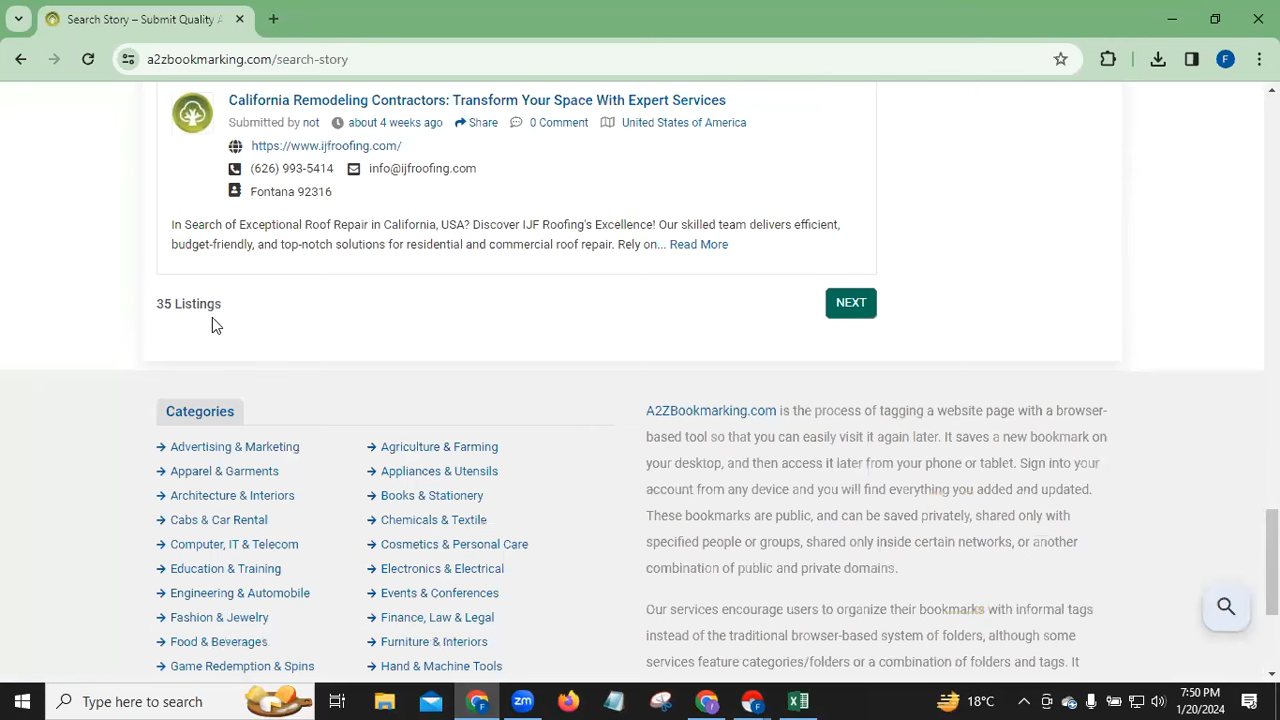 Search Story – Submit Quality A
a2zbookmarking.com/search-story
F
California Remodeling Contractors: Transform Your Space With Expert Services
Submitted by not about 4 weeks ago Share 0 Comment United States of America
https://www.ijfroofing.com/
(626) 993-5414 info@ijfroofing.com
Fontana 92316
In Search of Exceptional Roof Repair in California, USA? Discover IJF Roofing's Excellence! Our skilled team delivers efficient,
budget-friendly, and top-notch solutions for residential and commercial roof repair. Rely on... Read More
35 Listings
NEXT
Categories
Advertising & Marketing
Apparel & Garments
Architecture & Interiors
Cabs & Car Rental
Computer, IT & Telecom
Education & Training
Engineering & Automobile
Fashion & Jewelry
Food & Beverages
Game Redemption & Spins
Agriculture & Farming
Appliances & Utensils
Books & Stationery
Chemicals & Textile
Cosmetics & Personal Care
Electronics & Electrical
Events & Conferences
Finance, Law & Legal
Furniture & Interiors
Hand & Machine Tools
A2ZBookmarking.com is the process of tagging a website page with a browser-
based tool so that you can easily visit it again later. It saves a new bookmark on
your desktop, and then access it later from your phone or tablet. Sign into your
account from any device and you will find everything you added and updated.
These bookmarks are public, and can be saved privately, shared only with
specified people or groups, shared only inside certain networks, or another
combination of public and private domains.
Our services encourage users to organize their bookmarks with informal tags
instead of the traditional browser-based system of folders, although some
services feature categories/folders or a combination of folders and tags. It
Type here to search
zm
18°C
7:50 PM
1/20/2024